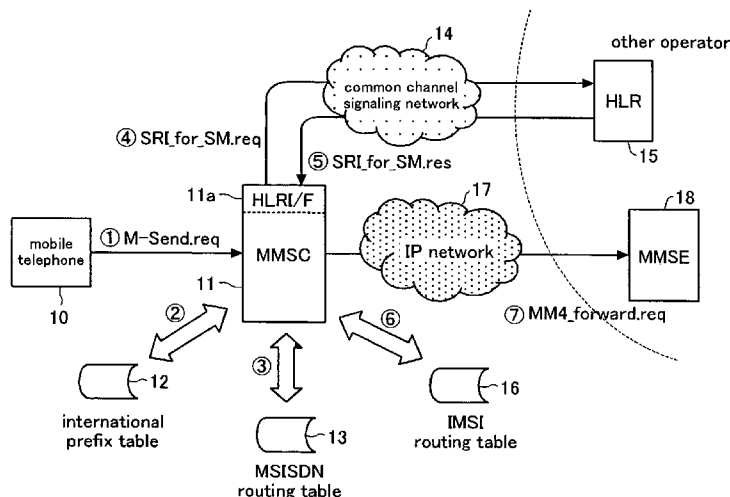 14
other operator
common channel
signaling network
HLR
15
④ SRI_for_SM.req
⑤ SRI_for_SM.res
11a
HLRI/F
17
18
mobile
telephone
① M-Send.req
MMSC
IP network
MMSE
10
11
②
③
⑥
⑦ MM4_forward.req
12
international
prefix table
13
MSISDN
routing table
16
IMSI
routing table